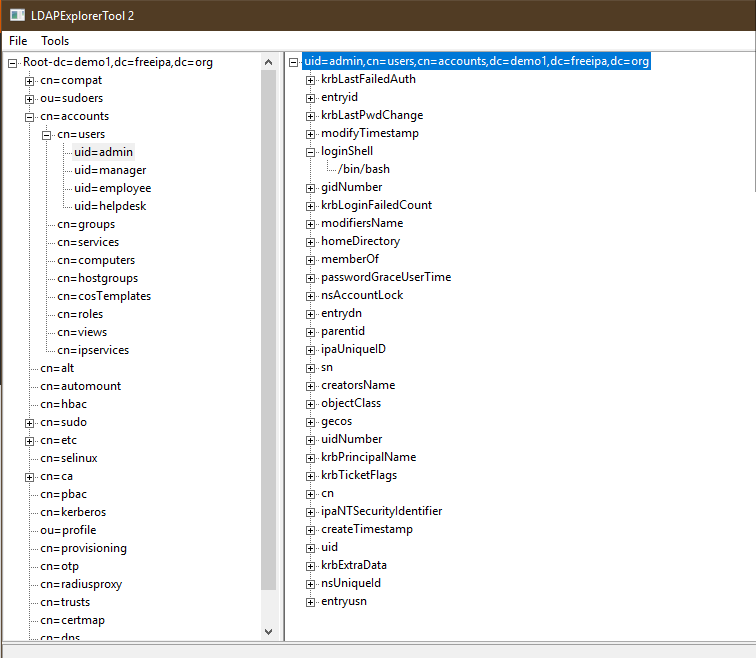 LDAPExplorerTool 2
File Tools
Root-dc=demo1,dc=freeipa,dc=org
cn=compat
ou=sudoers
cn=accounts
cn=users
uid=admin
uid=manager
uid=employee
uid=helpdesk
cn=groups
cn=services
cn=computers
cn=hostgroups
cn=cosTemplates
cn=roles
cn=views
cn=ipservices
cn=alt
cn=automount
cn=hbac
cn=sudo
cn=etc
cn=selinux
cn=ca
cn=pbac
cn=kerberos
ou=profile
cn=provisioning
cn=otp
cn=radiusproxy
cn=trusts
cn=certmap
cn=dns
uid=admin,cn=users,cn=accounts,dc=demo1,dc=freeipa,dc=org
krbLastFailedAuth
entryid
krbLastPwdChange
modifyTimestamp
loginShell
/bin/bash
gidNumber
krbLoginFailedCount
modifiersName
homeDirectory
memberOf
passwordGraceUserTime
nsAccountLock
entrydn
parentid
ipaUniqueID
sn
creatorsName
objectClass
gecos
uidNumber
krbPrincipalName
krbTicketFlags
cn
ipaNTSecurityIdentifier
createTimestamp
uid
krbExtraData
nsUniqueId
entryusn